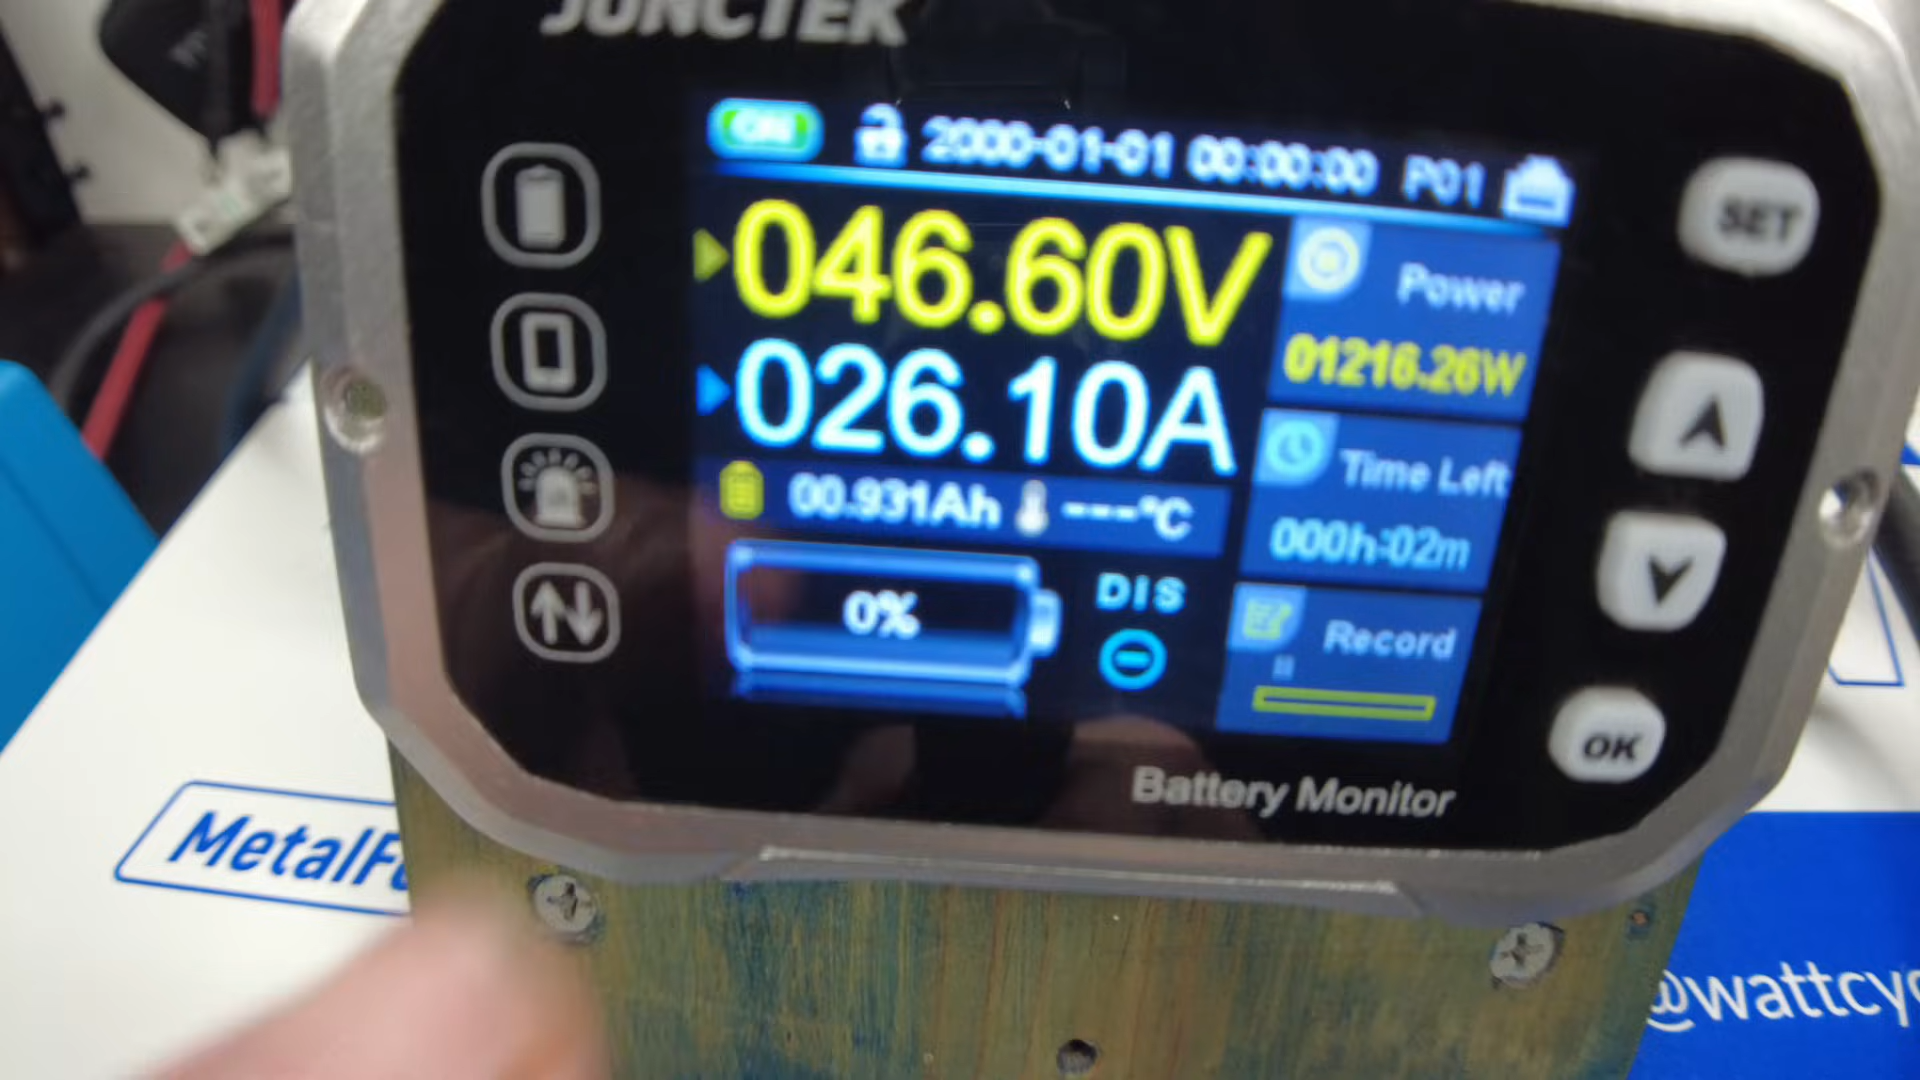 JUNCTEK
ON 2000-01-01 00:00:00 P01
046.60V
Power
01216.26W
026.10A
Time Left
000h:02m
00.931Ah ---°C
0%
DIS
Record
SET
OK
Battery Monitor
MetalF
@wattcyc